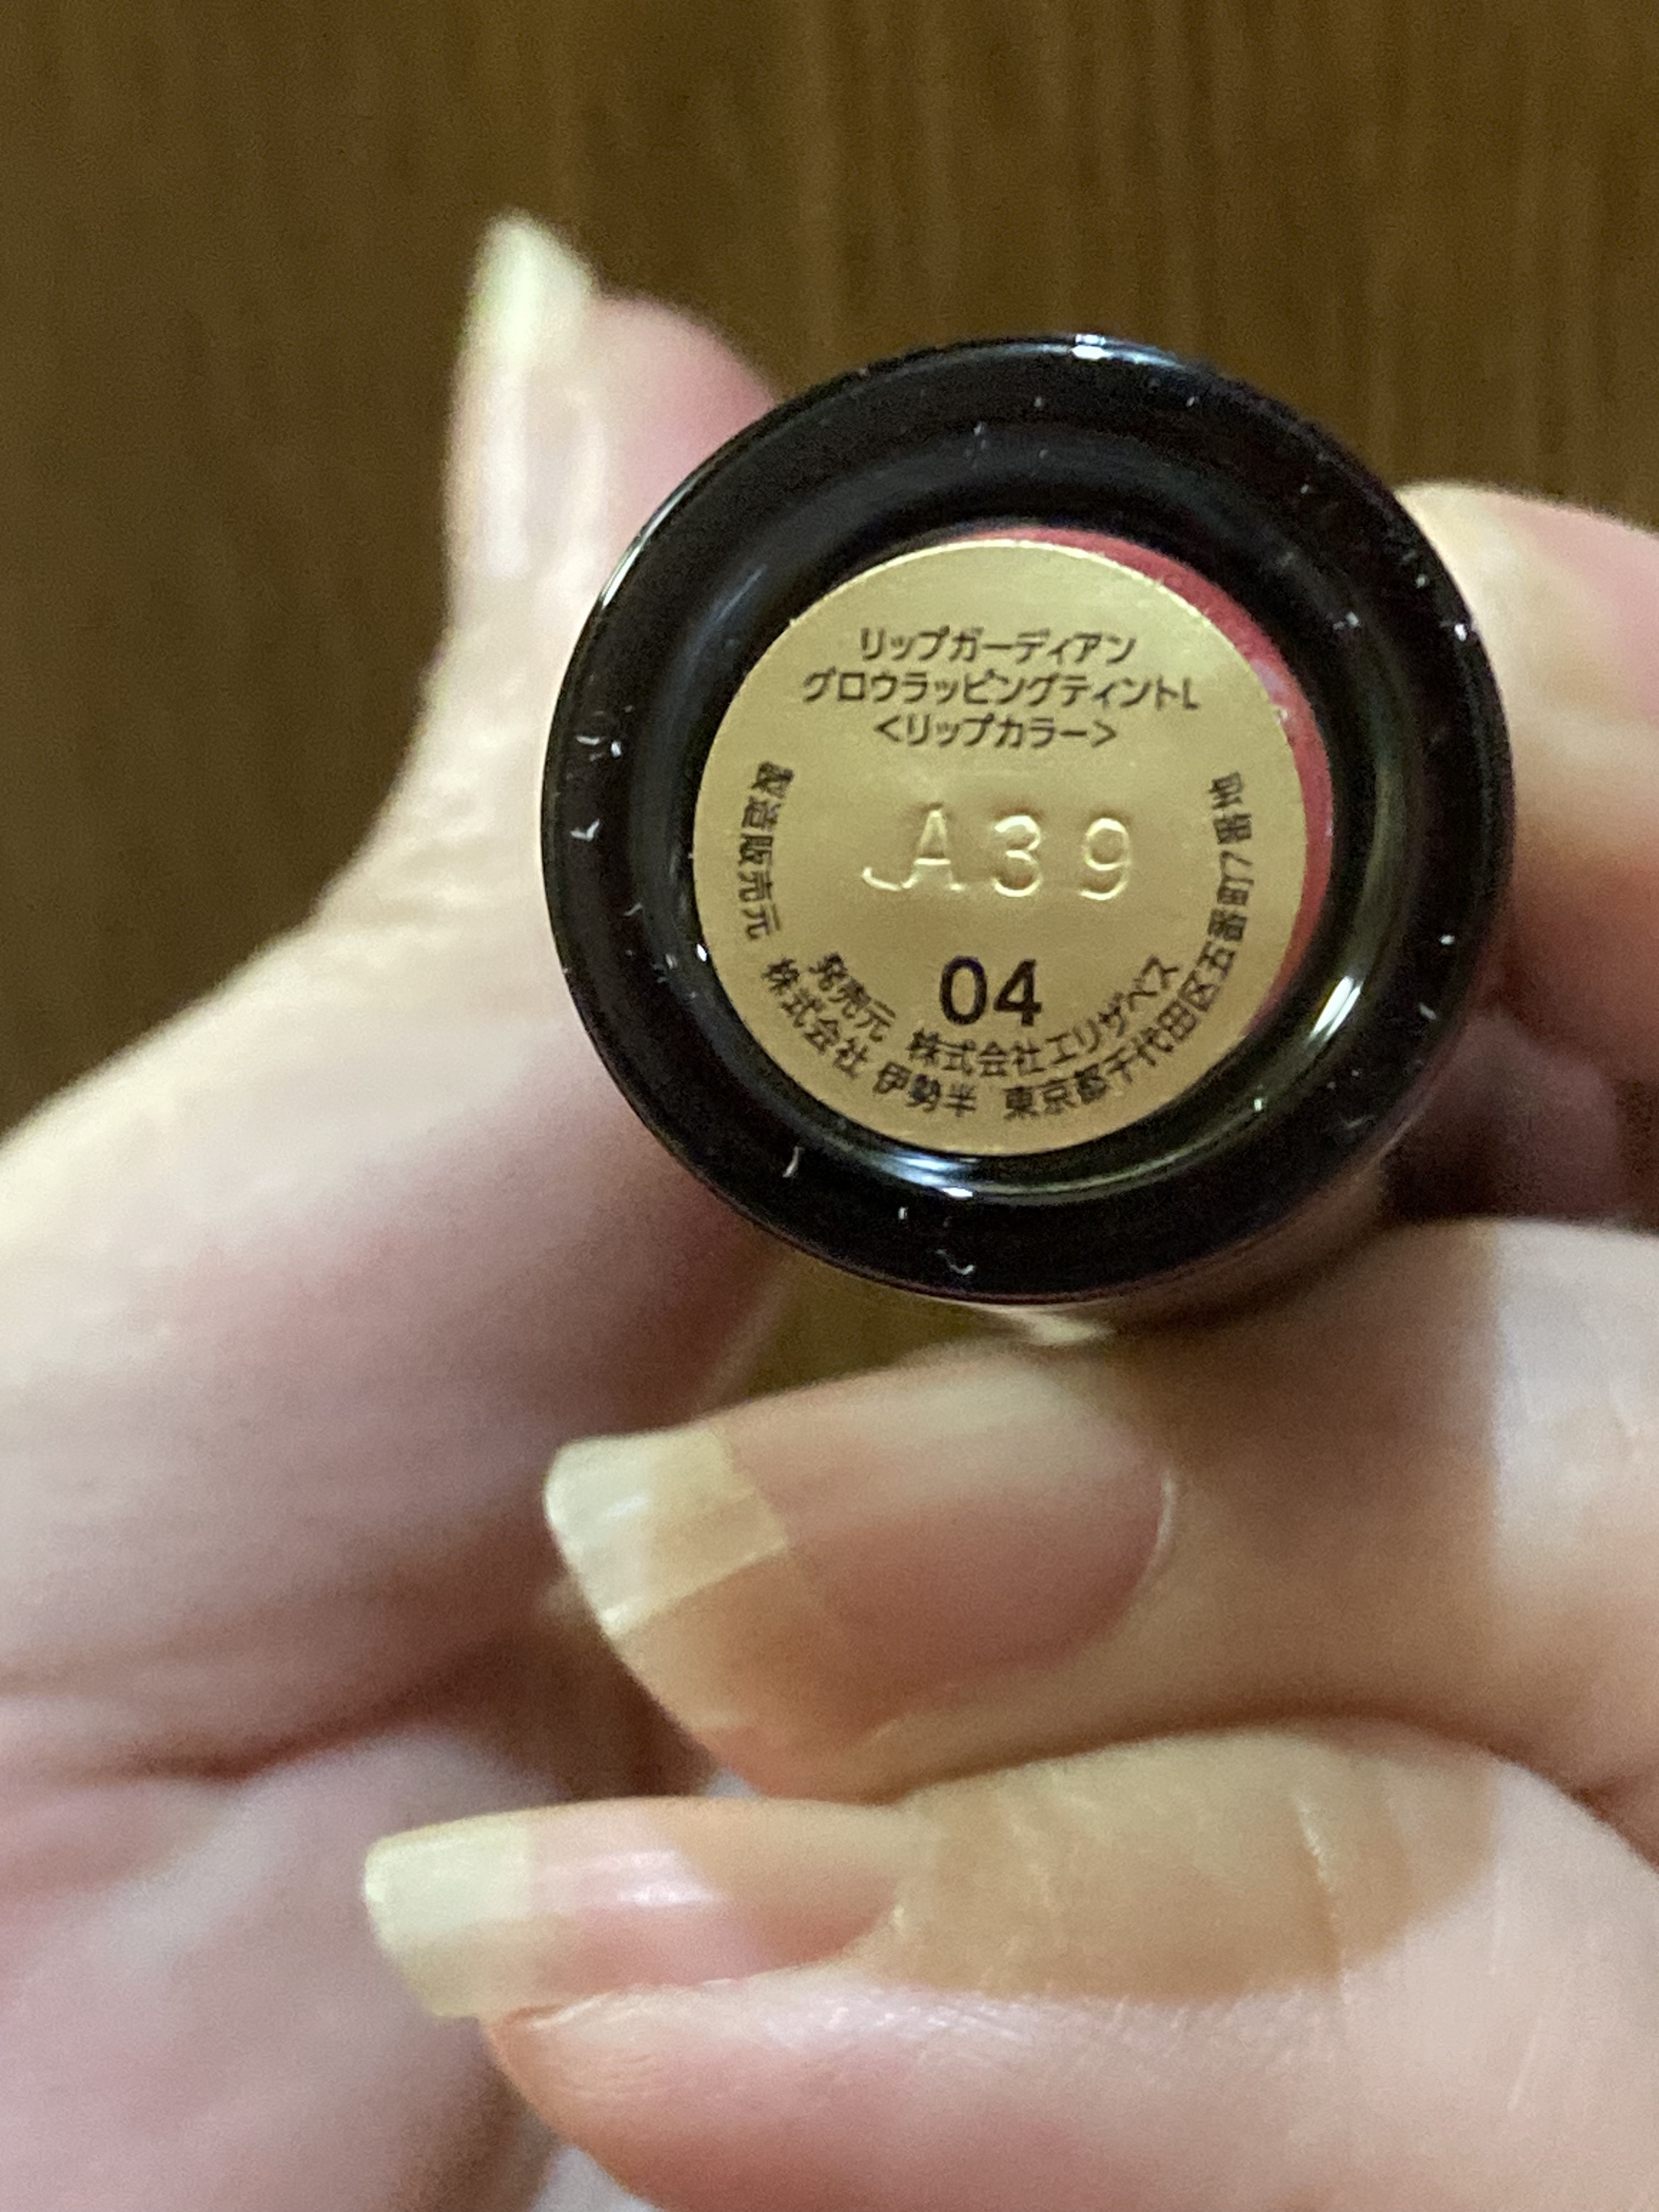 リップガーディアン
グロウラッピングティントL
<リップカラー>
JA39
04
発売元 株式会社エリザベス
製造販売元 株式会社 伊勢半 東京都千代田区五番町7番地